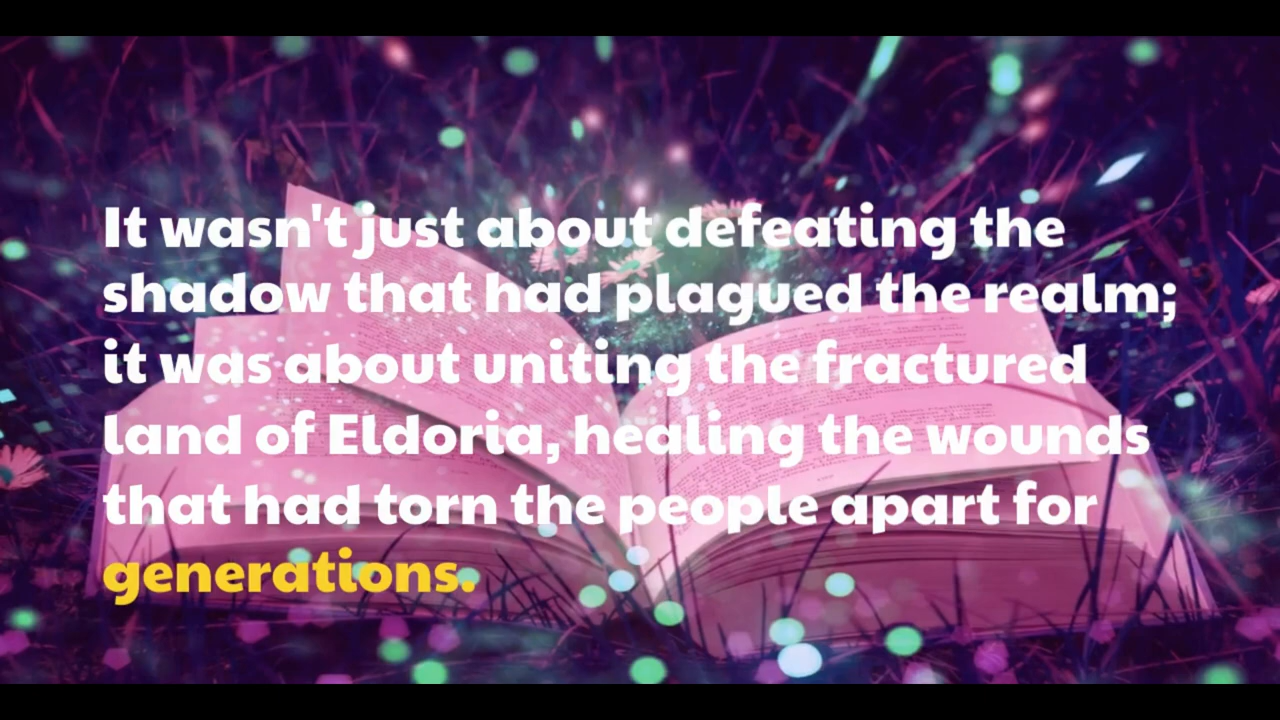 It wasn't just about defeating the
shadow that had plagued the realm;
it was about uniting the fractured
land of Eldoria, healing the wounds
that had torn the people apart for
generations.